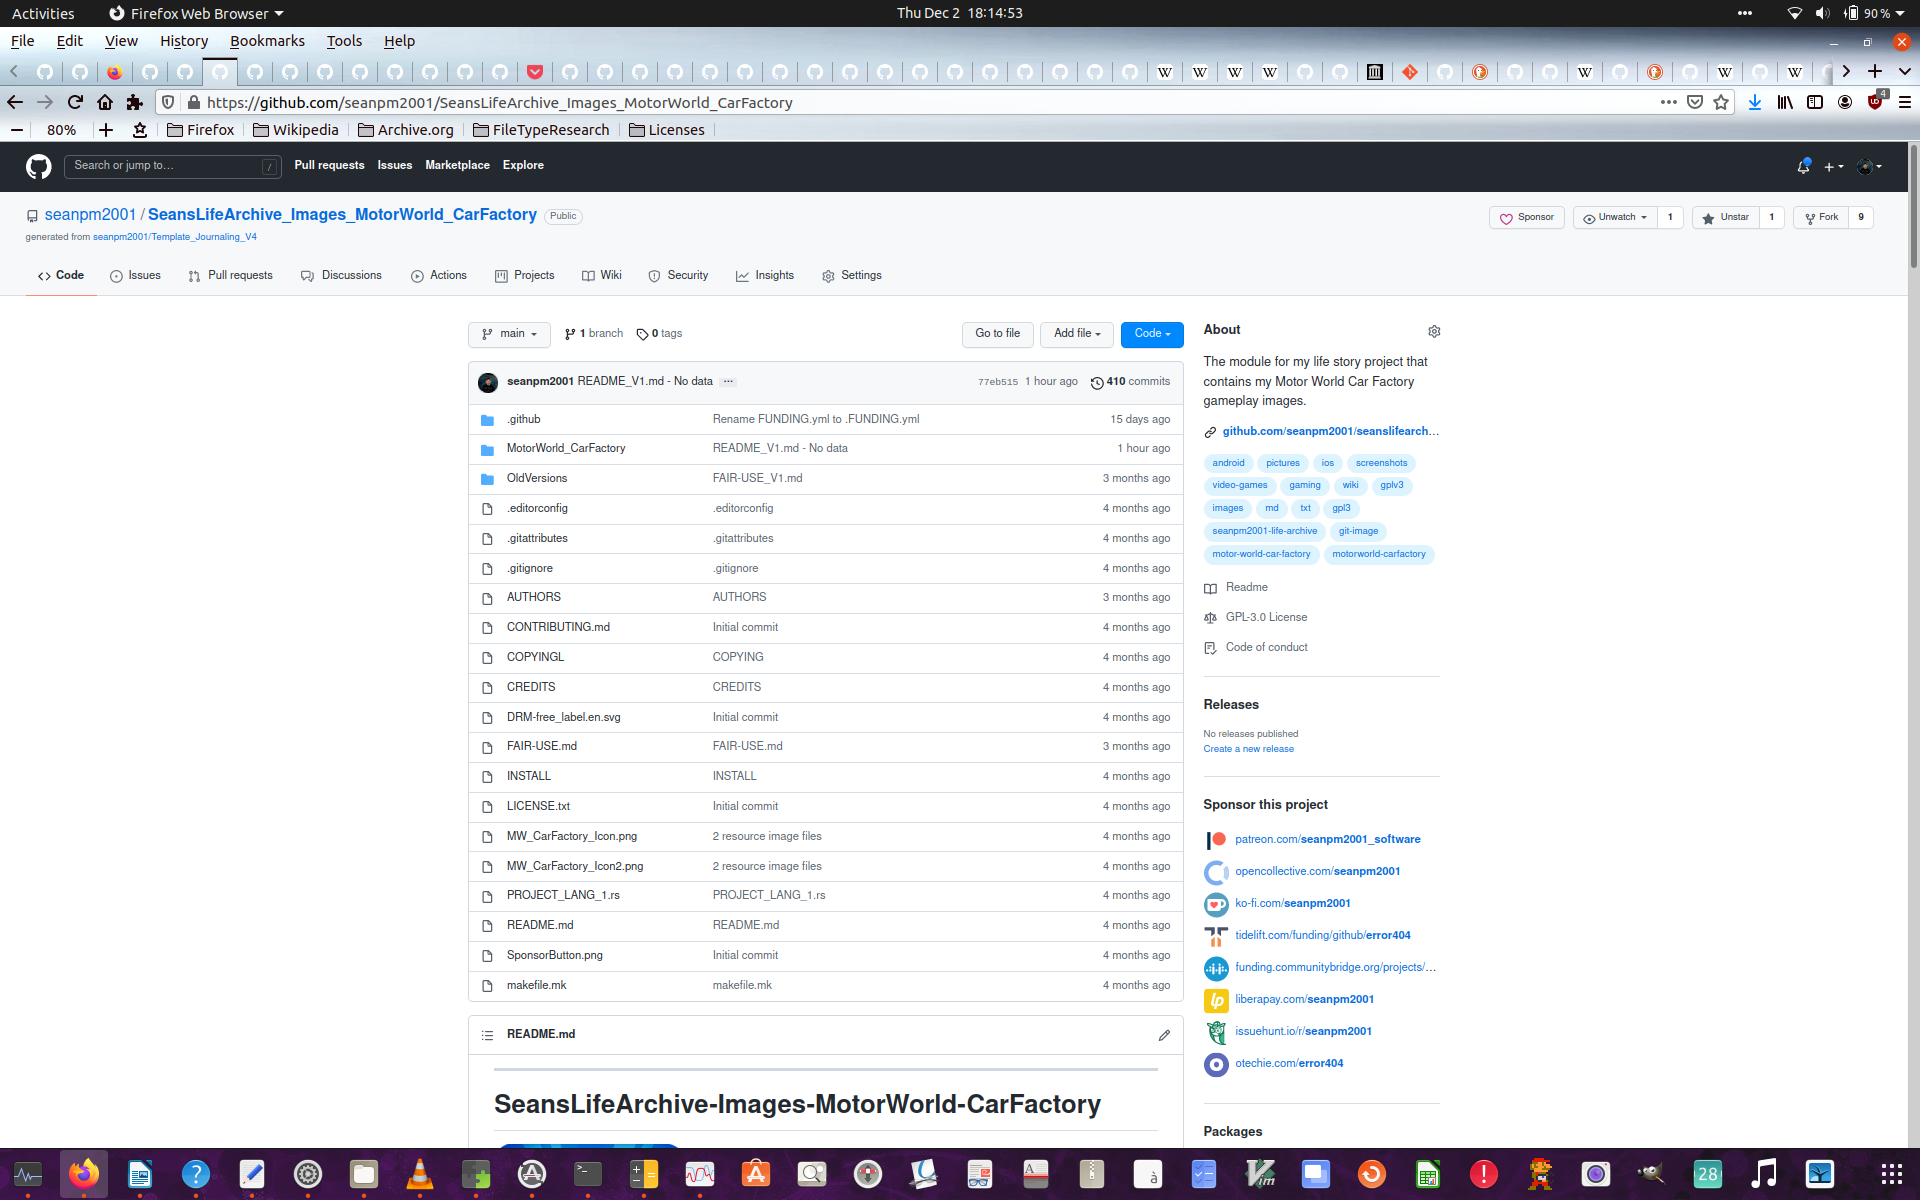 Activities Firefox Web Browser Thu Dec 2 18:14:53 90 %
File Edit View History Bookmarks Tools Help
https://github.com/seanpm2001/SeansLifeArchive_Images_MotorWorld_CarFactory 4
80% Firefox Wikipedia Archive.org FileTypeResearch Licenses
Search or jump to... / Pull requests Issues Marketplace Explore
seanpm2001 / SeansLifeArchive_Images_MotorWorld_CarFactory Public Sponsor Unwatch 1 Unstar 1 Fork 9
generated from seanpm2001/Template_Journaling_V4
Code Issues Pull requests Discussions Actions Projects Wiki Security Insights Settings
main 1 branch 0 tags Go to file Add file Code
seanpm2001 README_V1.md - No data ... 77eb515 1 hour ago 410 commits
.github Rename FUNDING.yml to .FUNDING.yml 15 days ago
MotorWorld_CarFactory README_V1.md - No data 1 hour ago
OldVersions FAIR-USE_V1.md 3 months ago
.editorconfig .editorconfig 4 months ago
.gitattributes .gitattributes 4 months ago
.gitignore .gitignore 4 months ago
AUTHORS AUTHORS 3 months ago
CONTRIBUTING.md Initial commit 4 months ago
COPYINGL COPYING 4 months ago
CREDITS CREDITS 4 months ago
DRM-free_label.en.svg Initial commit 4 months ago
FAIR-USE.md FAIR-USE.md 3 months ago
INSTALL INSTALL 4 months ago
LICENSE.txt Initial commit 4 months ago
MW_CarFactory_Icon.png 2 resource image files 4 months ago
MW_CarFactory_Icon2.png 2 resource image files 4 months ago
PROJECT_LANG_1.rs PROJECT_LANG_1.rs 4 months ago
README.md README.md 4 months ago
SponsorButton.png Initial commit 4 months ago
makefile.mk makefile.mk 4 months ago
README.md
SeansLifeArchive-Images-MotorWorld-CarFactory
About
The module for my life story project that
contains my Motor World Car Factory
gameplay images.
github.com/seanpm2001/seanslifearch...
android pictures ios screenshots
video-games gaming wiki gplv3
images md txt gpl3
seanpm2001-life-archive git-image
motor-world-car-factory motorworld-carfactory
Readme
GPL-3.0 License
Code of conduct
Releases
No releases published
Create a new release
Sponsor this project
patreon.com/seanpm2001_software
opencollective.com/seanpm2001
ko-fi.com/seanpm2001
tidelift.com/funding/github/error404
funding.communitybridge.org/projects/...
liberapay.com/seanpm2001
issuehunt.io/r/seanpm2001
otechie.com/error404
Packages
28